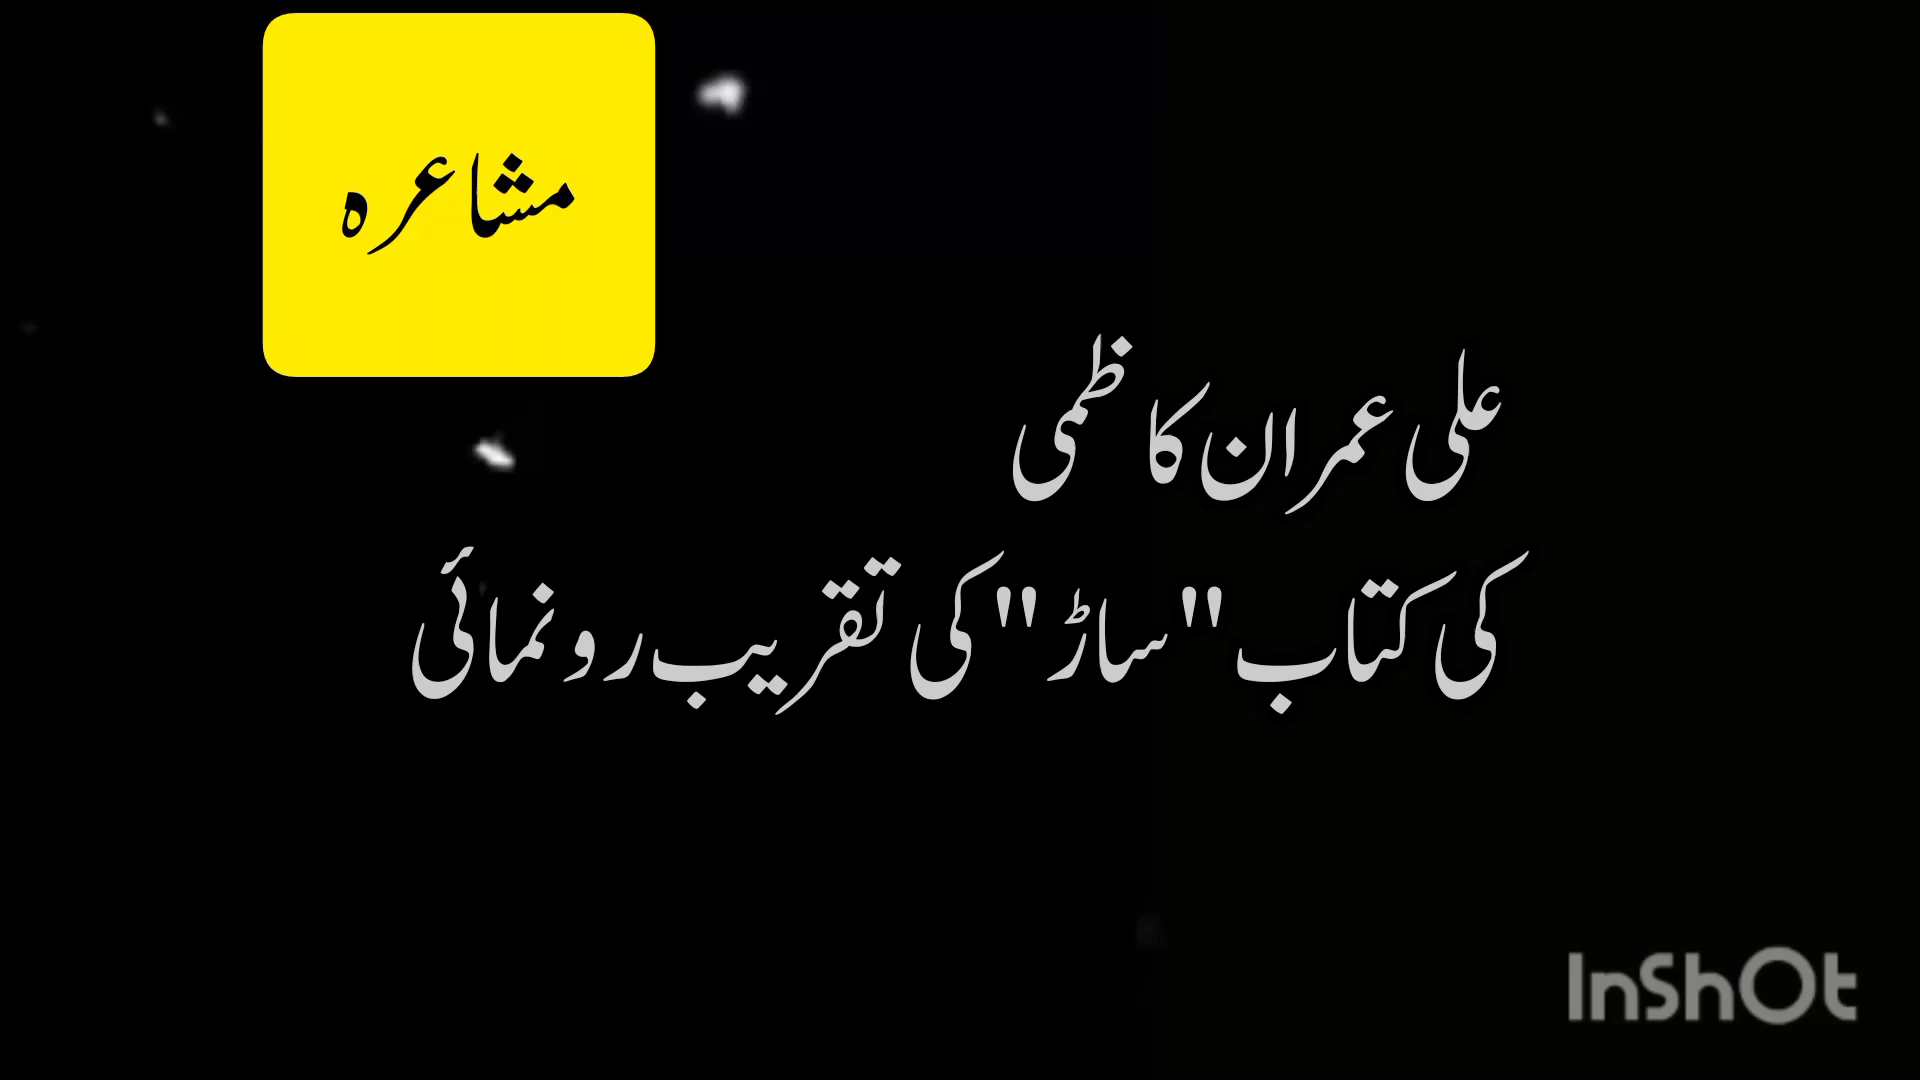 مشاعرہ
علی عمران کاظمی
کی کتاب "ساڑ" کی تقریب رونمائی
InShOt